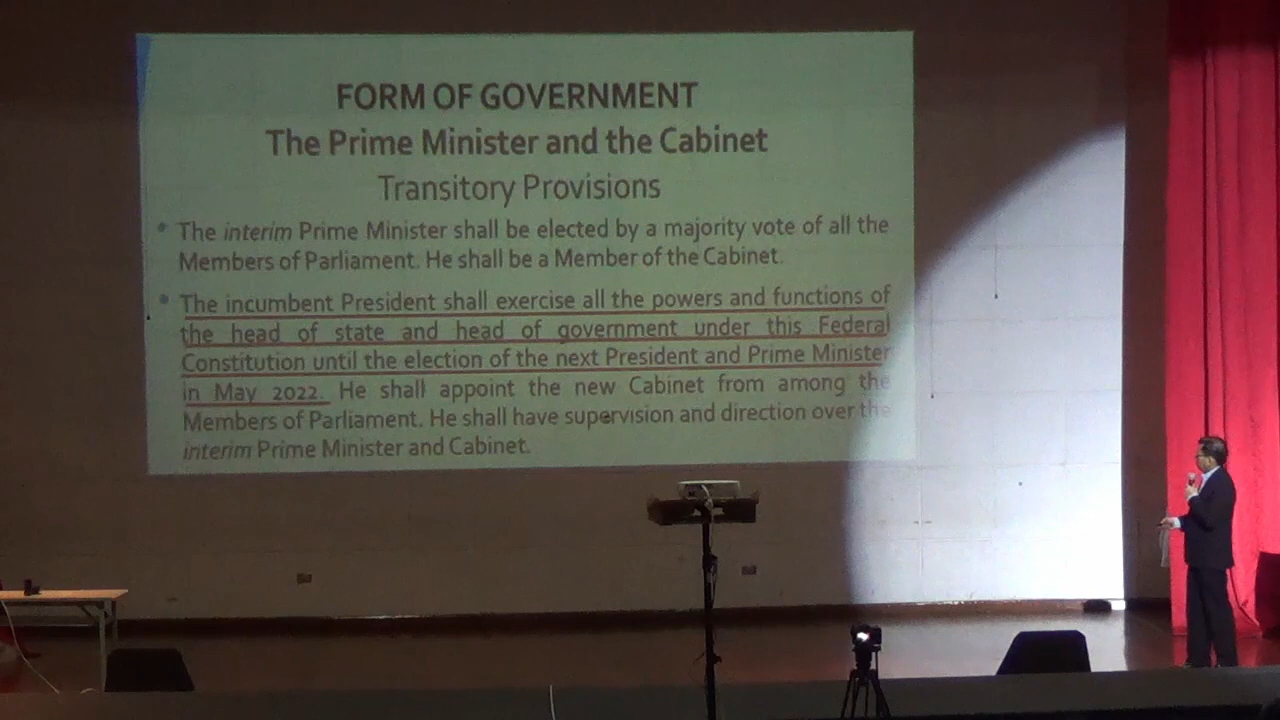 FORM OF GOVERNMENT
The Prime Minister and the Cabinet
Transitory Provisions
• The interim Prime Minister shall be elected by a majority vote of all the
Members of Parliament. He shall be a Member of the Cabinet.
• The incumbent President shall exercise all the powers and functions of
the head of state and head of government under this Federal
Constitution until the election of the next President and Prime Minister
in May 2022. He shall appoint the new Cabinet from among the
Members of Parliament. He shall have supervision and direction over the
interim Prime Minister and Cabinet.